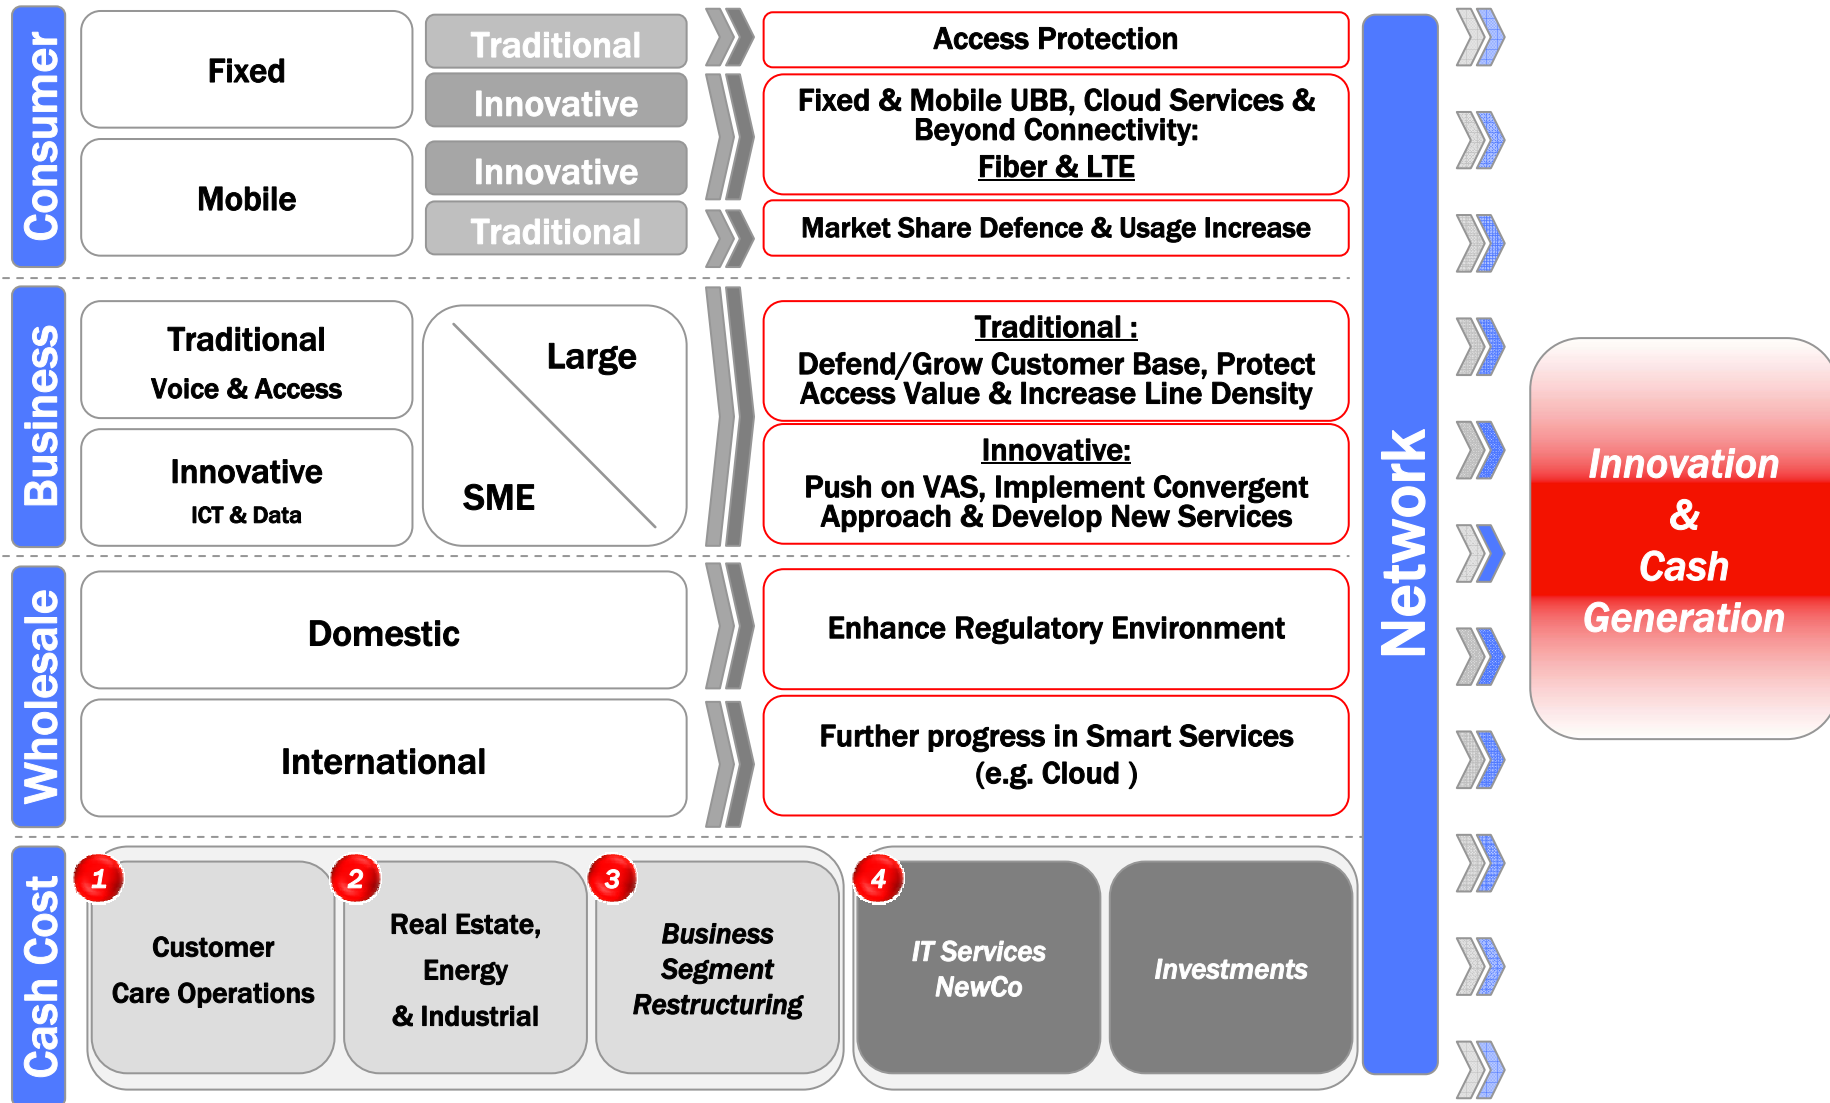 Consumer
Fixed
Mobile
Traditional
Innovative
Innovative
Traditional
Access Protection
Fixed & Mobile UBB, Cloud Services &
Beyond Connectivity:
Fiber & LTE
Market Share Defence & Usage Increase
Business
Traditional
Voice & Access
Innovative
ICT & Data
Large
SME
Traditional :
Defend/Grow Customer Base, Protect
Access Value & Increase Line Density
Innovative:
Push on VAS, Implement Convergent
Approach & Develop New Services
Wholesale
Domestic
International
Enhance Regulatory Environment
Further progress in Smart Services
(e.g. Cloud )
Cash Cost
1
Customer
Care Operations
2
Real Estate,
Energy
& Industrial
3
Business
Segment
Restructuring
4
IT Services
NewCo
Investments
Network
Innovation
&
Cash
Generation